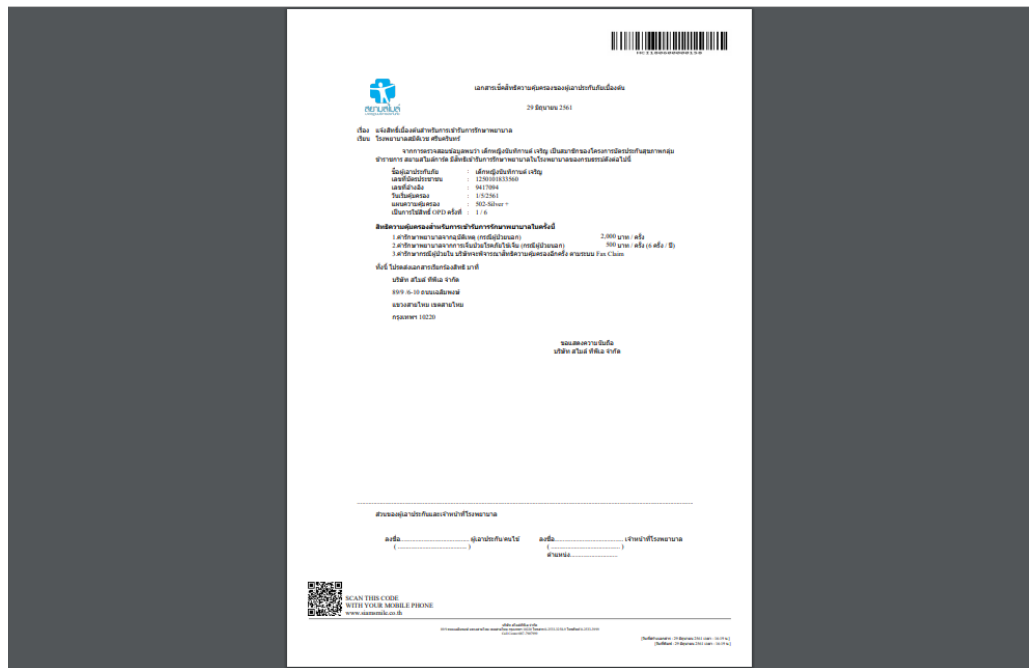 สยามสไมล์
เอกสารเช็คสิทธิความคุ้มครองของผู้เอาประกันภัยเบื้องต้น
29 มิถุนายน 2561
เรื่อง แจ้งสิทธิ์เบื้องต้นสำหรับการเข้ารับการรักษาพยาบาล
เรียน โรงพยาบาลสมิติเวช ศรีนครินทร์
จากการตรวจสอบข้อมูลพบว่า เด็กหญิงนันทิกานต์ เจริญ เป็นสมาชิกของโครงการบัตรประกันสุขภาพกลุ่ม
ข้าราชการ สยามสไมล์การ์ด มีสิทธิเข้ารับการรักษาพยาบาลในโรงพยาบาลของกรมธรรม์ดังต่อไปนี้
ชื่อผู้เอาประกันภัย : เด็กหญิงนันทิกานต์ เจริญ
เลขที่บัตรประชาชน : 1250101833560
เลขที่อ้างอิง : 9417094
วันเริ่มคุ้มครอง : 1/5/2561
แผนความคุ้มครอง : 502-Silver +
เป็นการใช้สิทธิ์ OPD ครั้งที่ : 1 / 6
สิทธิความคุ้มครองสำหรับการเข้ารับการรักษาพยาบาลในครั้งนี้
1.ค่ารักษาพยาบาลจากอุบัติเหตุ (กรณีผู้ป่วยนอก) 2,000 บาท / ครั้ง
2.ค่ารักษาพยาบาลจากการเจ็บป่วยโรคภัยไข้เจ็บ (กรณีผู้ป่วยนอก) 500 บาท / ครั้ง (6 ครั้ง / ปี)
3.ค่ารักษากรณีผู้ป่วยใน บริษัทจะพิจารณาสิทธิความคุ้มครองอีกครั้ง ตามระบบ Fax Claim
ทั้งนี้ โปรดส่งเอกสารเรียกร้องสิทธิ มาที่
บริษัท สไมล์ ทีพีเอ จำกัด
89/9 /6-10 ถนนเฉลิมพงษ์
แขวงสายไหม เขตสายไหม
กรุงเทพฯ 10220
ขอแสดงความนับถือ
บริษัท สไมล์ ทีพีเอ จำกัด
ส่วนของผู้เอาประกันและเจ้าหน้าที่โรงพยาบาล
ลงชื่อ.............................. ผู้เอาประกัน/คนไข้ ลงชื่อ.............................. เจ้าหน้าที่โรงพยาบาล
( .............................. ) ( .............................. )
ตำแหน่ง....................
SCAN THIS CODE
WITH YOUR MOBILE PHONE
www.siamsmile.co.th